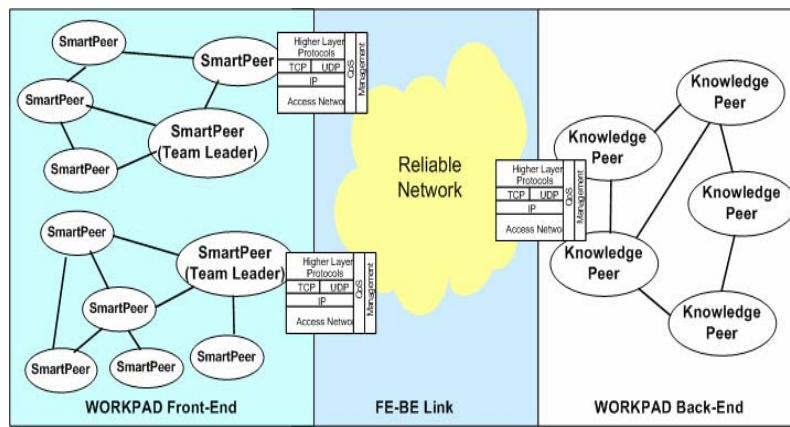 SmartPeer
SmartPeer
SmartPeer
SmartPeer
(Team Leader)
SmartPeer
Higher Layer
Protocols
TCP UDP
IP
Access Networ
QoS
Management
SmartPeer
SmartPeer
(Team Leader)
SmartPeer
SmartPeer
SmartPeer
SmartPeer
Higher Layer
Protocols
TCP UDP
IP
Access Networ
QoS
Management
WORKPAD Front-End
Reliable
Network
FE-BE Link
Higher Layer
Protocols
TCP UDP
IP
Access Networ
QoS
Management
Knowledge
Peer
Knowledge
Peer
Knowledge
Peer
Knowledge
Peer
Knowledge
Peer
WORKPAD Back-End